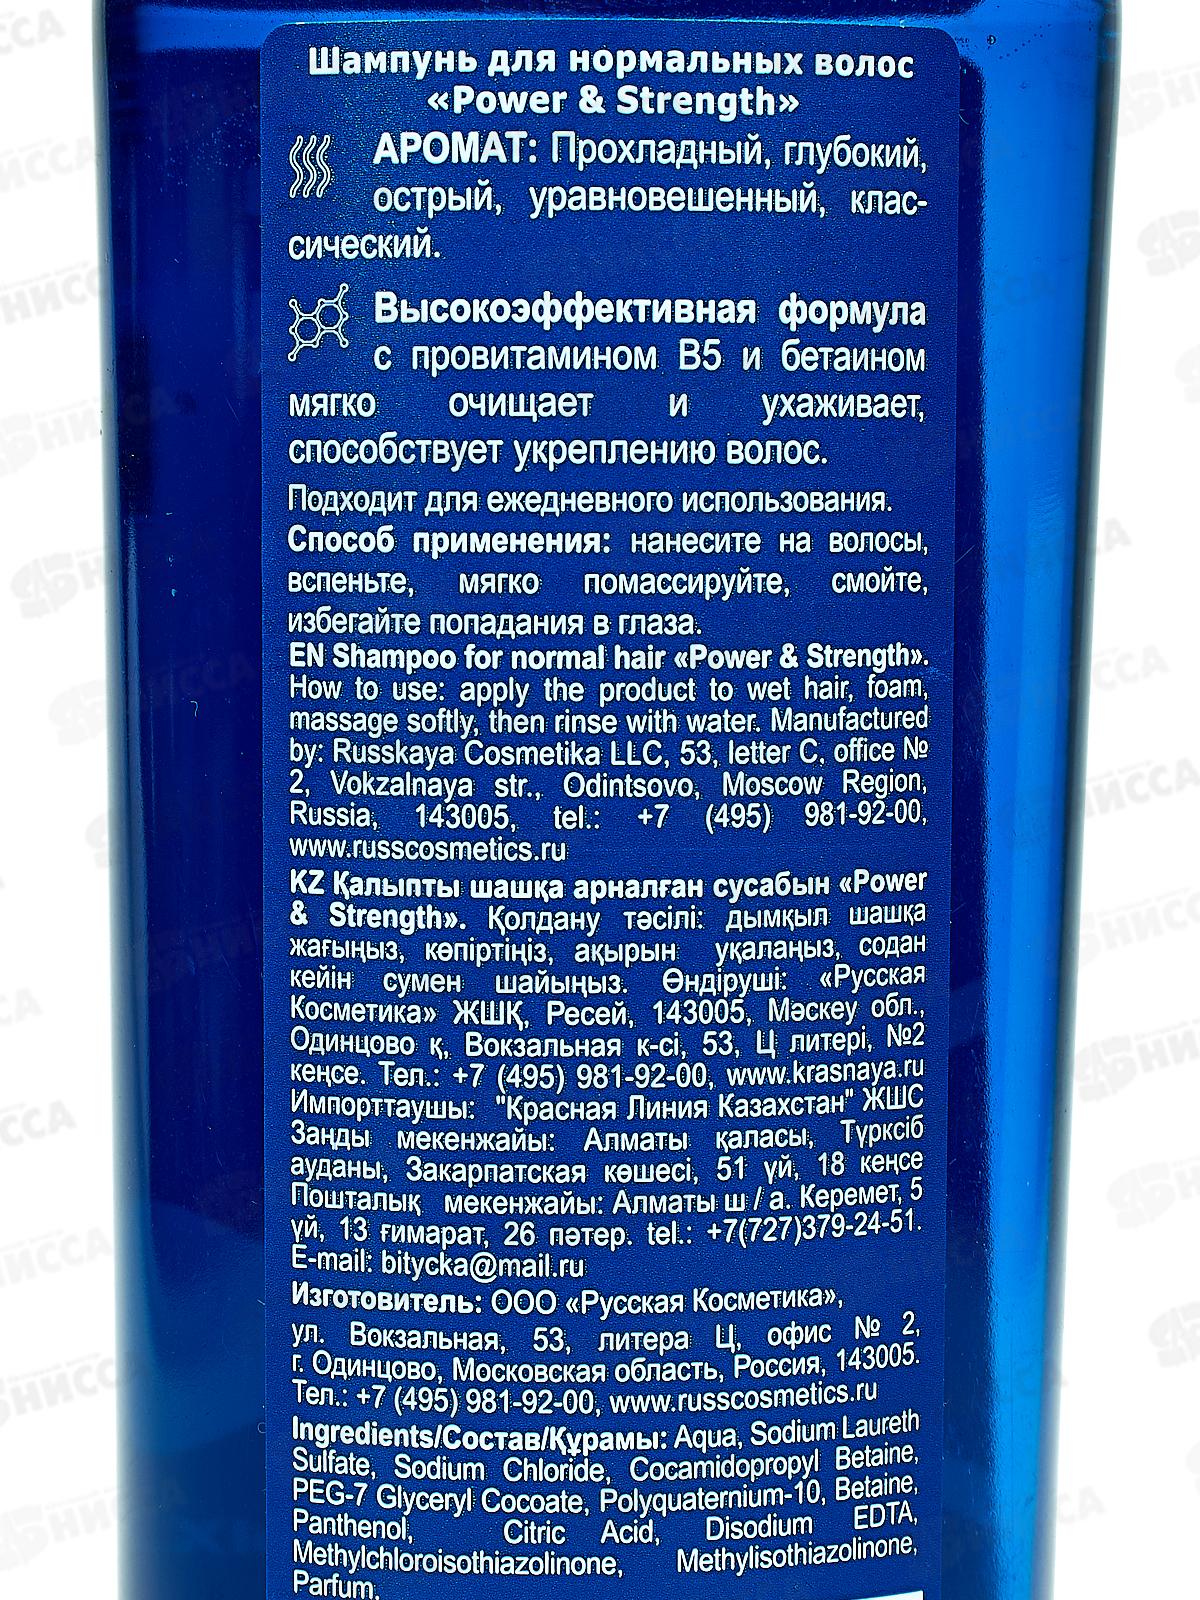 Шампунь для нормальных волос
«Power & Strength»
АРОМАТ: Прохладный, глубокий,
острый, уравновешенный, клас-
сический.
Высокоэффективная формула
с провитамином B5 и бетаином
мягко очищает и ухаживает,
способствует укреплению волос.
Подходит для ежедневного использования.
Способ применения: нанесите на волосы,
вспеньте, мягко помассируйте, смойте,
избегайте попадания в глаза.
EN Shampoo for normal hair «Power & Strength».
How to use: apply the product to wet hair, foam,
massage softly, then rinse with water. Manufactured
by: Russkaya Cosmetika LLC, 53, letter C, office №
2, Vokzalnaya str., Odintsovo, Moscow Region,
Russia, 143005, tel.: +7 (495) 981-92-00,
www.russcosmetics.ru
KZ Қалыпты шашқа арналған сусабын «Power
& Strength». Қолдану тәсілі: дымқыл шашқа
жағыңыз, көпіртіңіз, ақырын уқалаңыз, содан
кейін сумен шайыңыз. Өндіруші: «Русская
Косметика» ЖШҚ, Ресей, 143005, Мәскеу обл.,
Одинцово қ, Вокзальная к-сі, 53, Ц литері, №2
кеңсе. Тел.: +7 (495) 981-92-00, www.krasnaya.ru
Импорттаушы: "Красная Линия Казахстан" ЖШС
Заңды мекенжайы: Алматы қаласы, Түрксіб
ауданы, Закарпатская көшесі, 51 үй, 18 кеңсе
Пошталық мекенжайы: Алматы ш / а. Керемет, 5
үй, 13 ғимарат, 26 пәтер. tel.: +7(727)379-24-51.
E-mail: bitycka@mail.ru
Изготовитель: ООО «Русская Косметика»,
ул. Вокзальная, 53, литера Ц, офис № 2,
г. Одинцово, Московская область, Россия, 143005.
Тел.: +7 (495) 981-92-00, www.russcosmetics.ru
Ingredients/Состав/Құрамы: Aqua, Sodium Laureth
Sulfate, Sodium Chloride, Cocamidopropyl Betaine,
PEG-7 Glyceryl Cocoate, Polyquaternium-10, Betaine,
Panthenol, Citric Acid, Disodium EDTA,
Methylchloroisothiazolinone, Methylisothiazolinone,
Parfum.